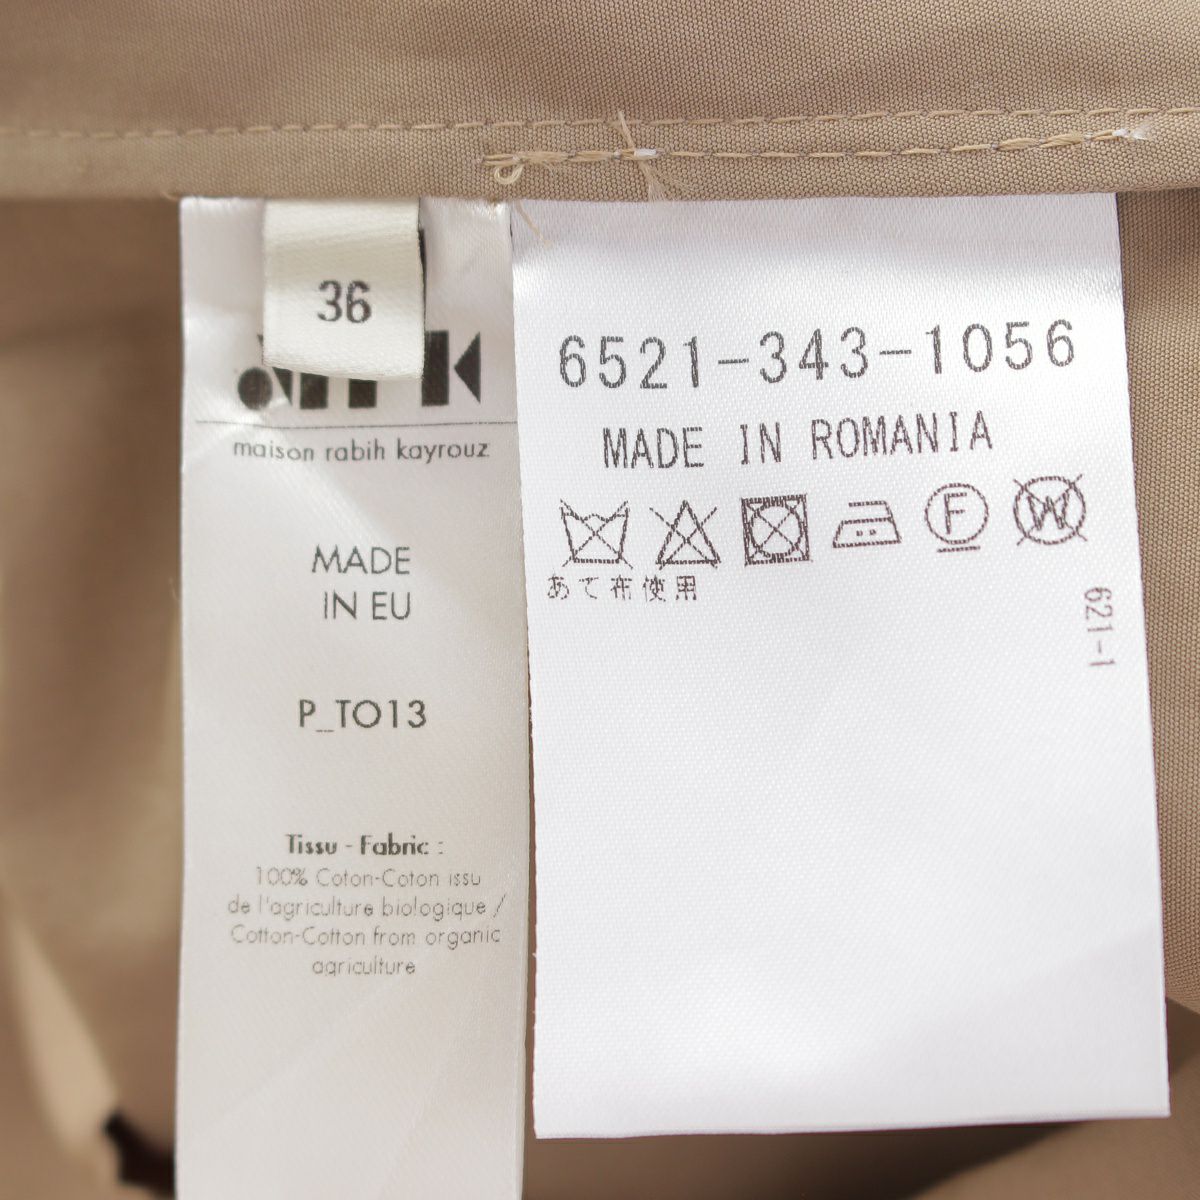 36
maison rabih kayrouz
MADE
IN EU
P_TO13
Tissu - Fabric :
100% Coton-Coton issu
de l'agriculture biologique /
Cotton-Cotton from organic
agriculture
6521-343-1056
MADE IN ROMANIA
F W
あて布使用
621-1